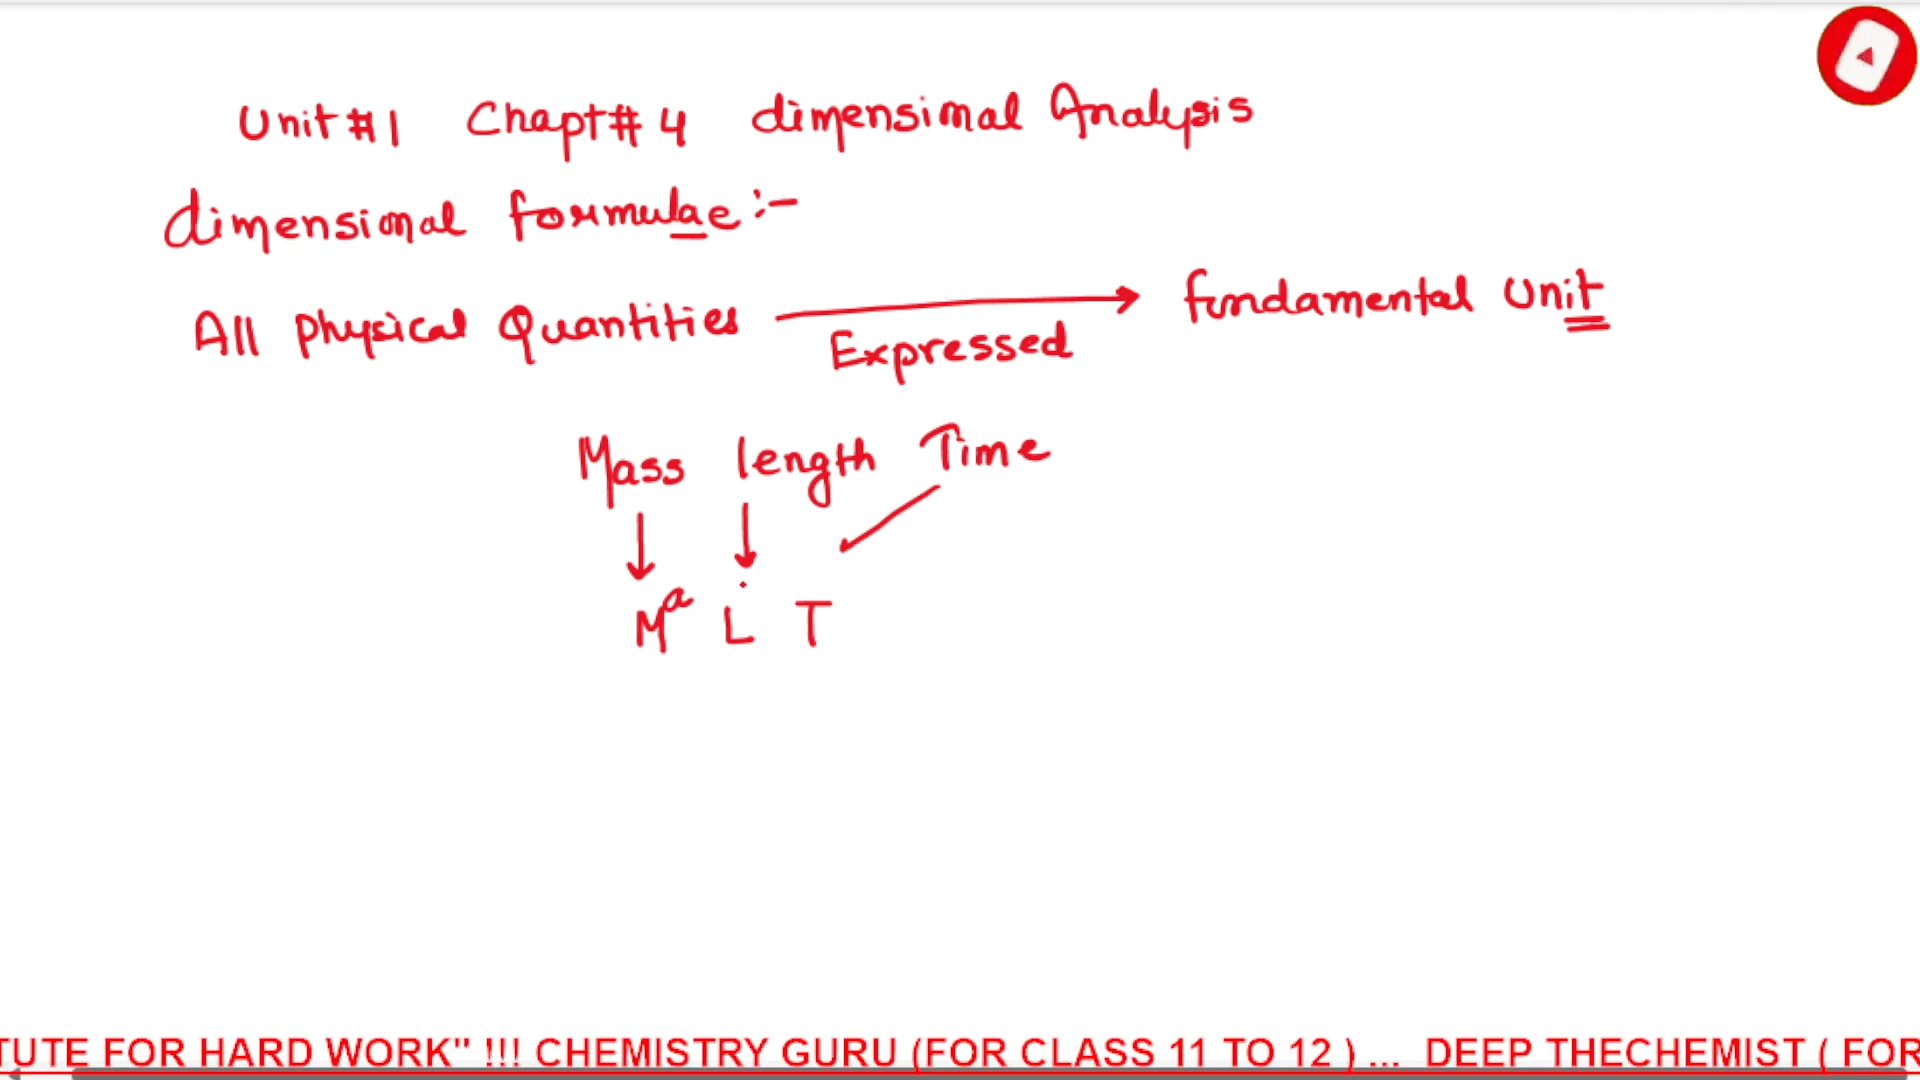 Unit #1 Chapt# 4 dimensional Analysis
dimensional formulae :-
All Physical Quantities Expressed fundamental Unit
Mass length Time
Mᵃ L T
TUTE FOR HARD WORK" !!! CHEMISTRY GURU (FOR CLASS 11 TO 12 ) ... DEEP THECHEMIST ( FOR